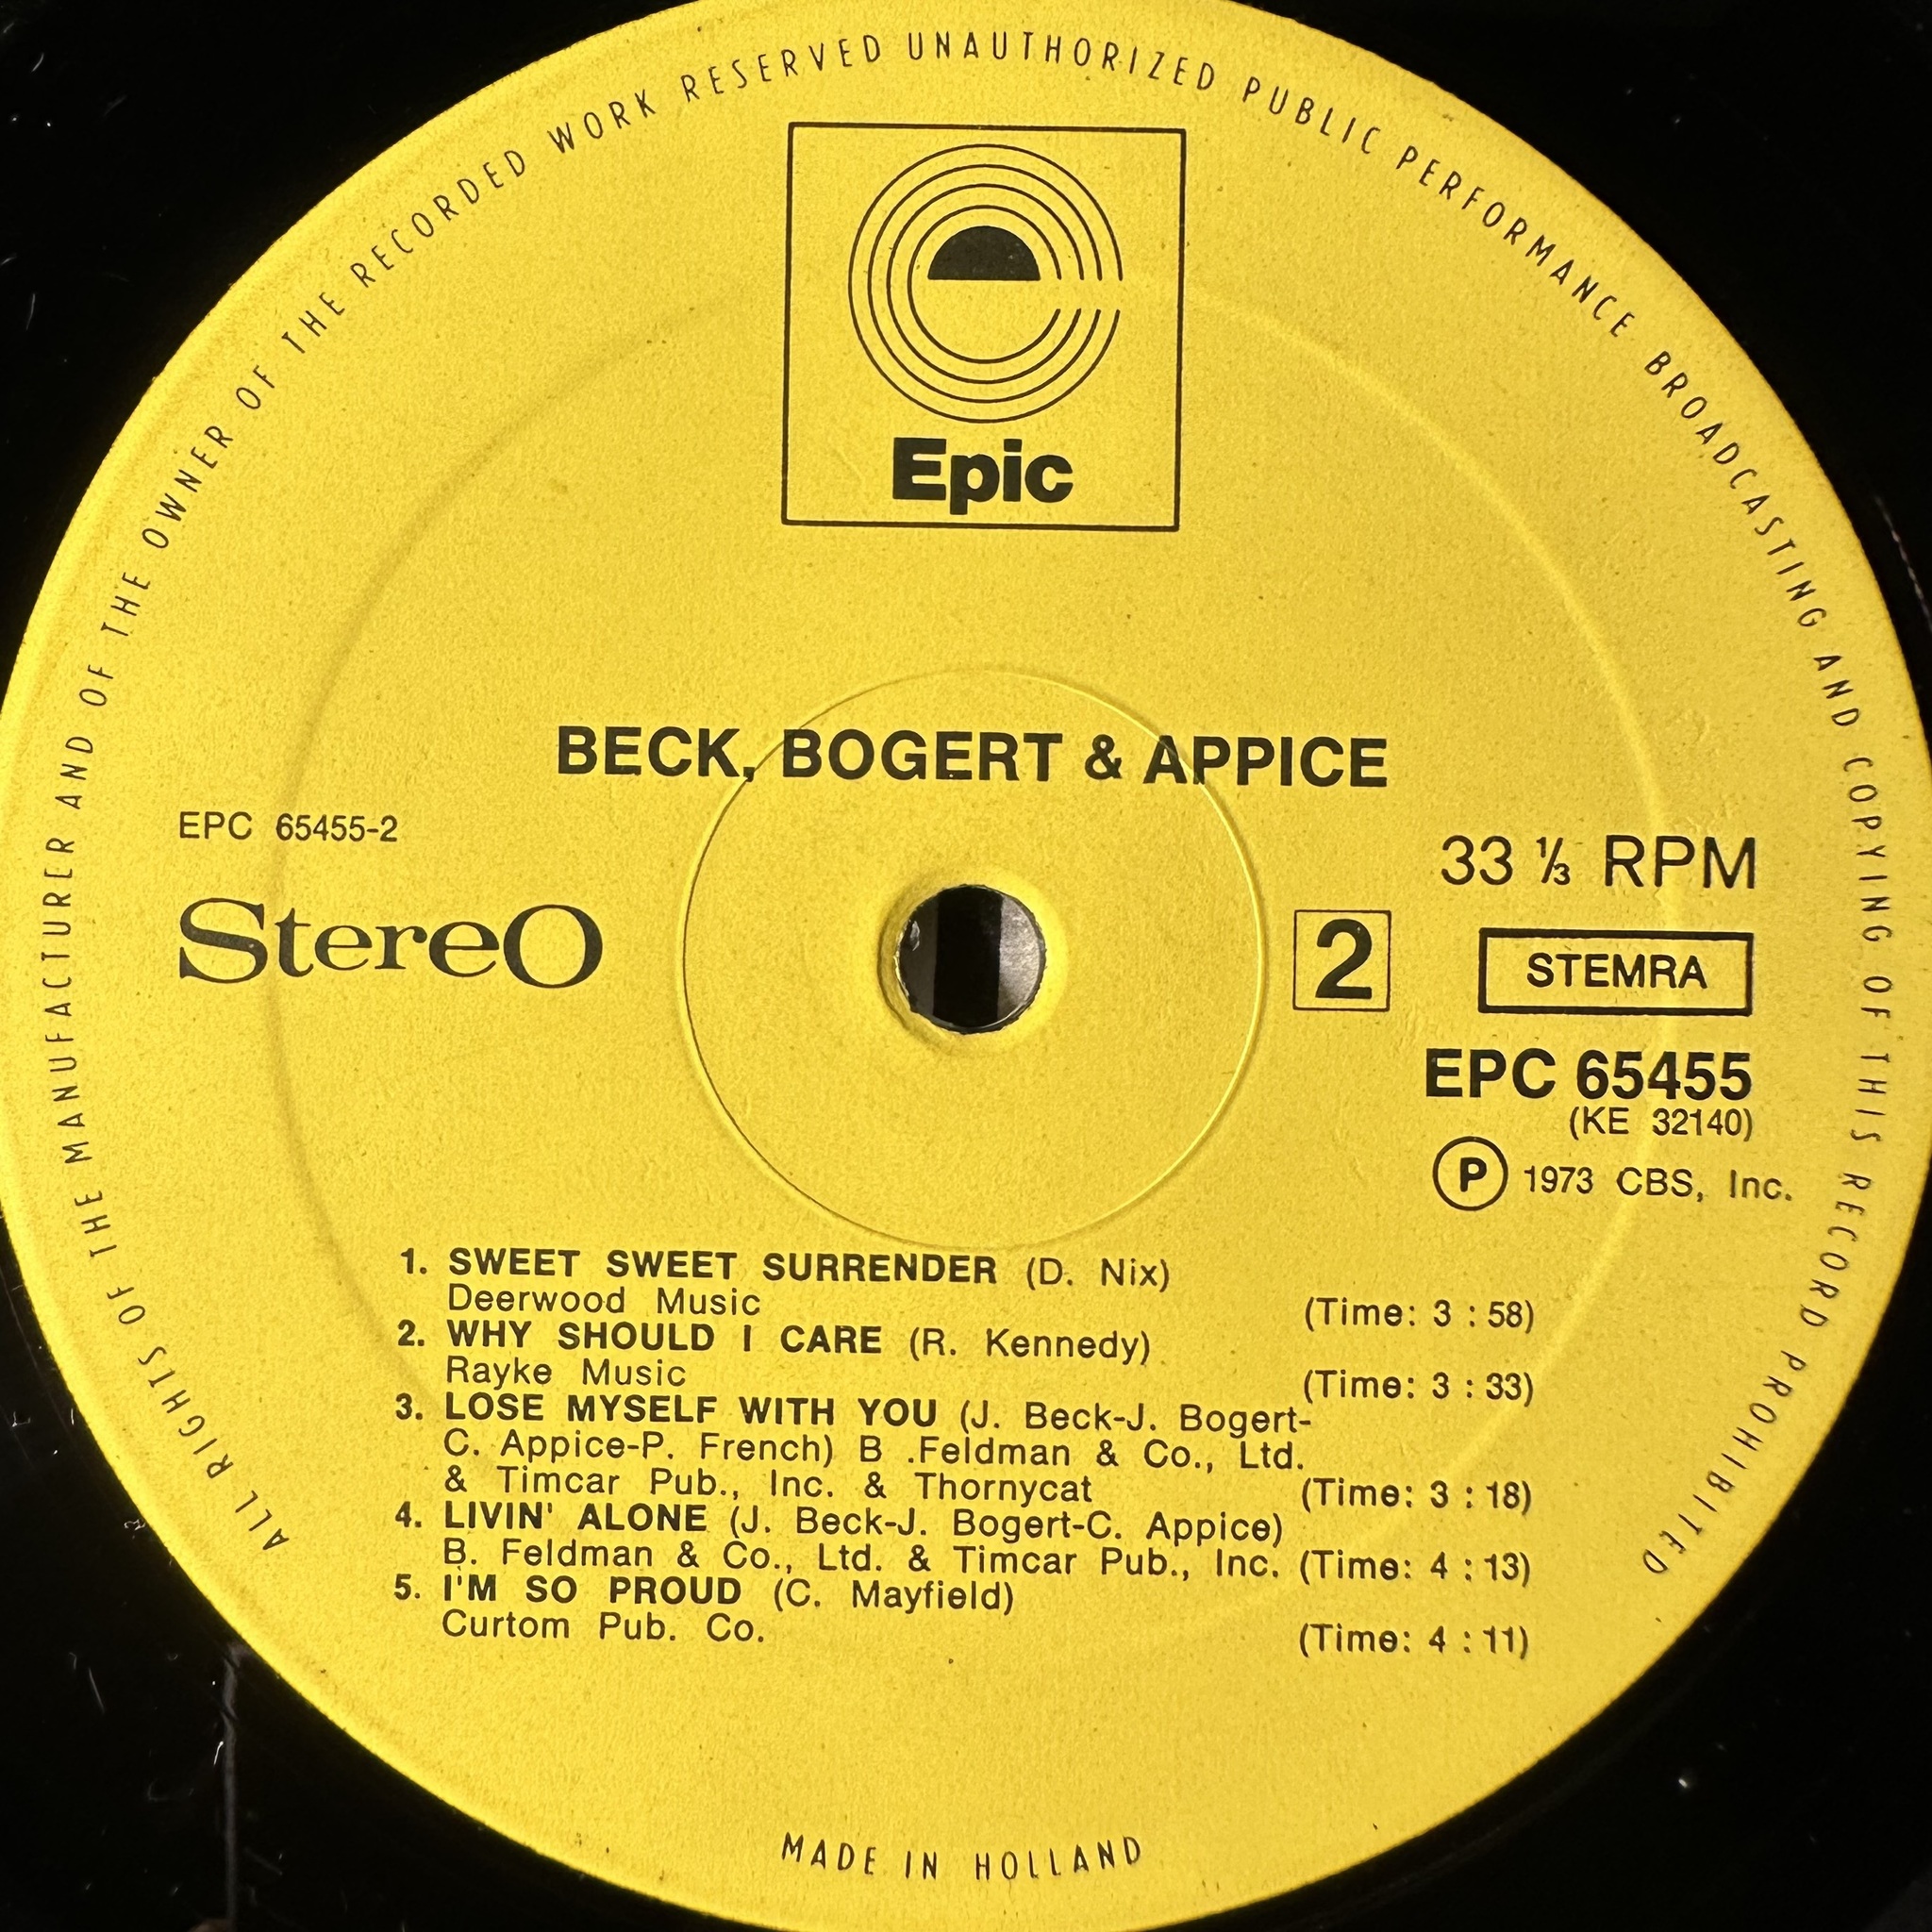 ALL RIGHTS OF THE MANUFACTURER AND OF THE OWNER OF THE RECORDED WORK RESERVED UNAUTHORIZED PUBLIC PERFORMANCE BROADCASTING AND COPYING OF THIS RECORD PROHIBITED
Epic
BECK, BOGERT & APPICE
EPC 65455-2
33 ⅓ RPM
Stereo
2
STEMRA
EPC 65455
(KE 32140)
Ⓟ 1973 CBS, Inc.
1. SWEET SWEET SURRENDER (D. Nix)
Deerwood Music (Time: 3 : 58)
2. WHY SHOULD I CARE (R. Kennedy)
Rayke Music (Time: 3 : 33)
3. LOSE MYSELF WITH YOU (J. Beck-J. Bogert-
C. Appice-P. French) B .Feldman & Co., Ltd.
& Timcar Pub., Inc. & Thornycat (Time: 3 : 18)
4. LIVIN' ALONE (J. Beck-J. Bogert-C. Appice)
B. Feldman & Co., Ltd. & Timcar Pub., Inc. (Time: 4 : 13)
5. I'M SO PROUD (C. Mayfield)
Curtom Pub. Co. (Time: 4 : 11)
MADE IN HOLLAND